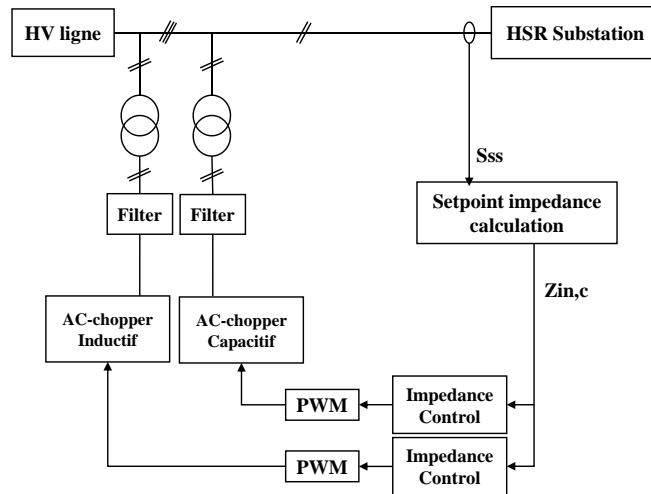 HV ligne
HSR Substation
Sss
Setpoint impedance
calculation
Filter
Filter
Zin,c
AC-chopper
Inductif
AC-chopper
Capacitif
PWM
Impedance
Control
PWM
Impedance
Control